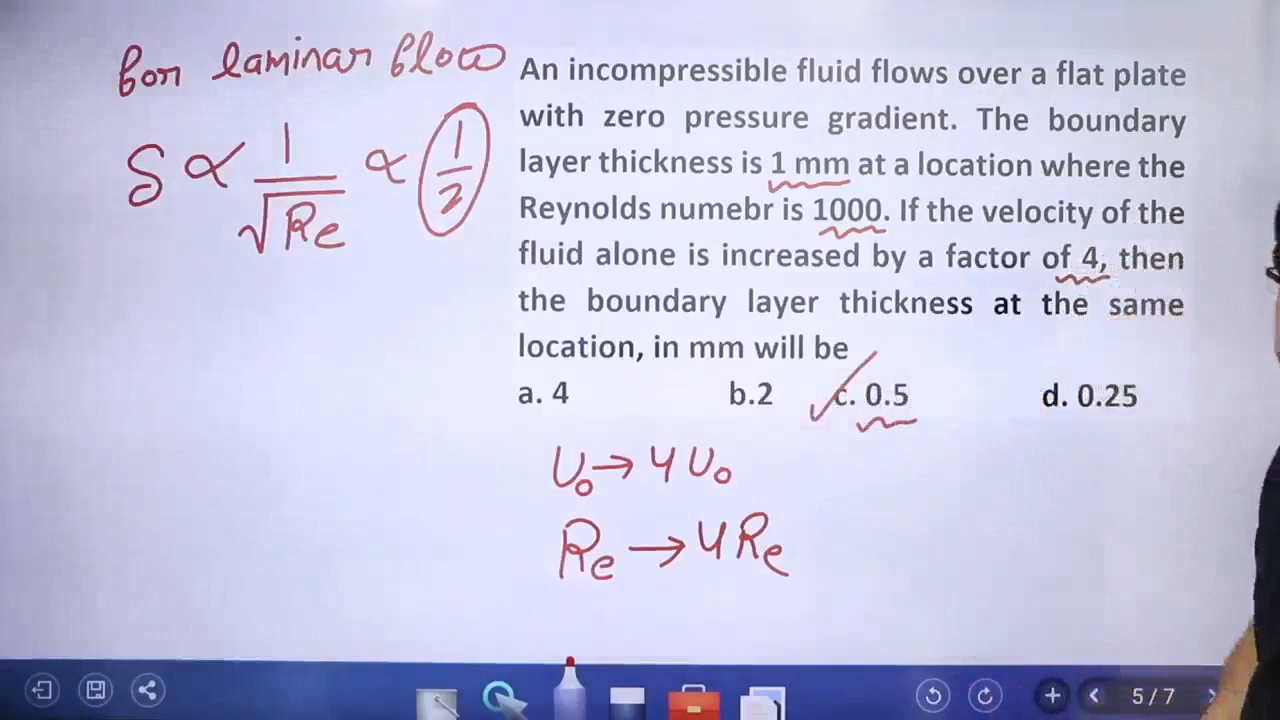 for laminar flow
δ ∝ 1/√Re ∝ 1/2
An incompressible fluid flows over a flat plate
with zero pressure gradient. The boundary
layer thickness is 1 mm at a location where the
Reynolds numebr is 1000. If the velocity of the
fluid alone is increased by a factor of 4, then
the boundary layer thickness at the same
location, in mm will be
a. 4 b.2 c. 0.5 d. 0.25
U₀ → 4U₀
Re → 4Re
5 / 7